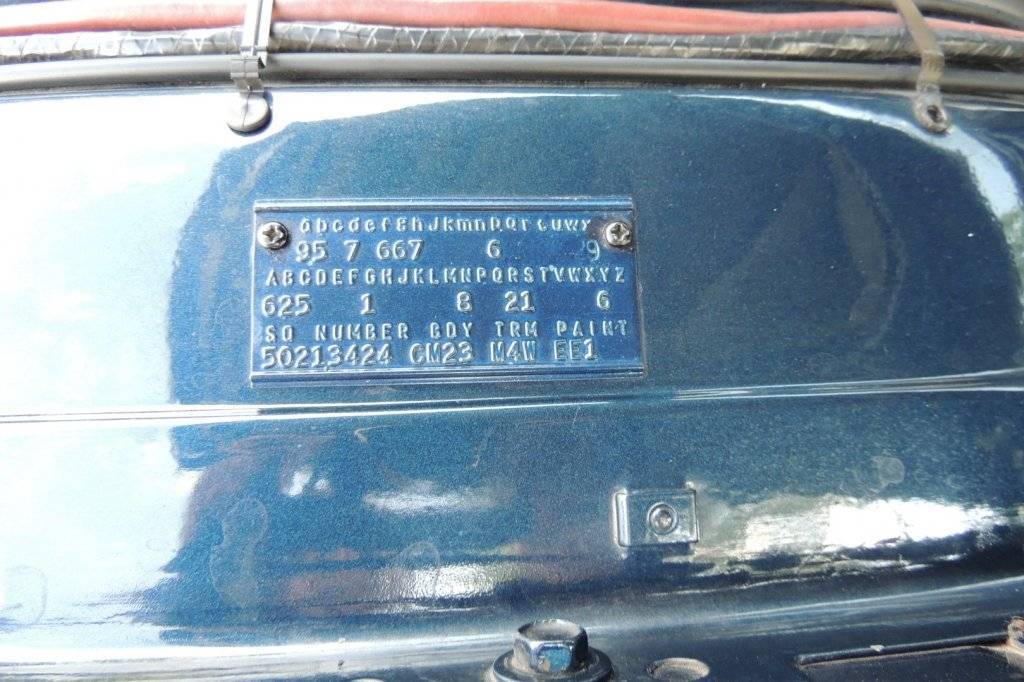 abcdefghJkmnpqrtuwx
95 7 667 6 9
ABCDEFGHJKLMNPQRSTVWXYZ
625 1 8 21 6
SO NUMBER BDY TRM PAINT
50213424 CM23 M4W EE1